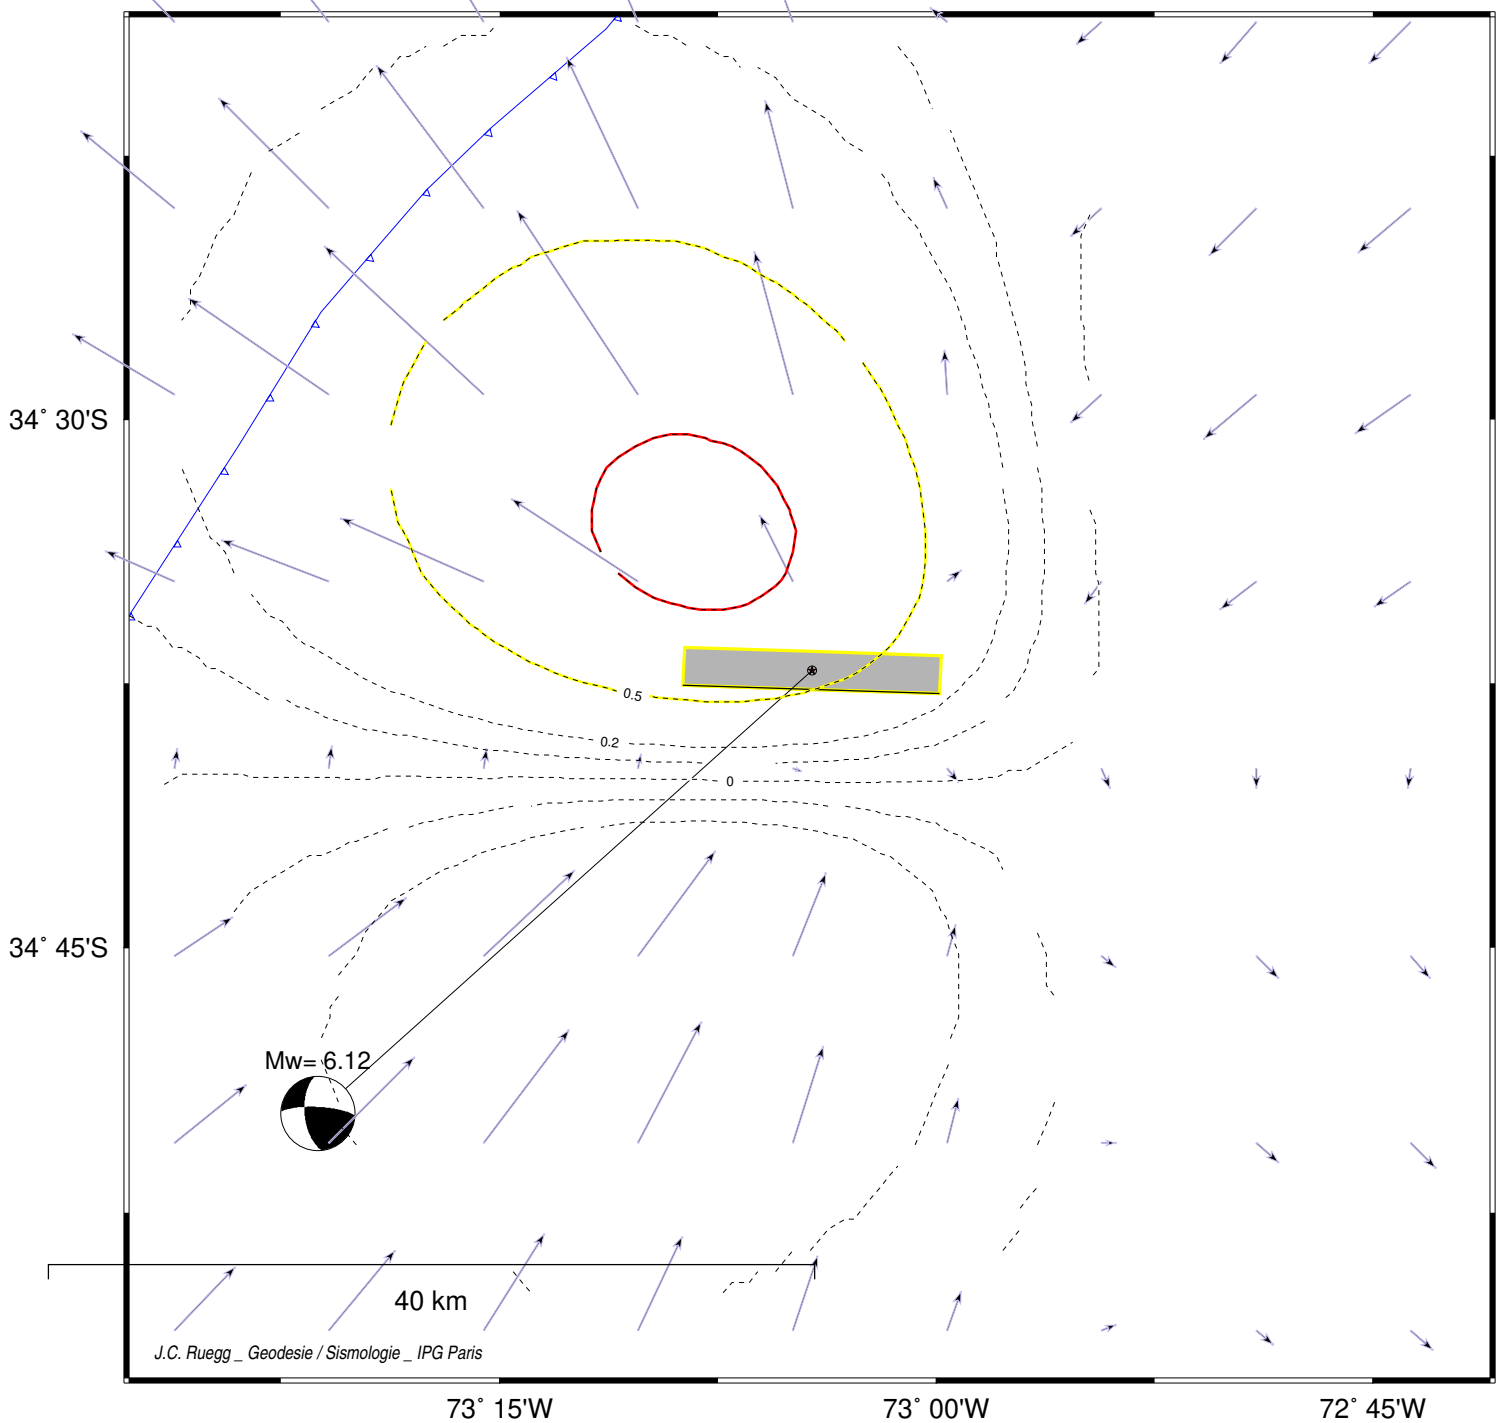 34° 30'S
0.5
0.2
0
34° 45'S
Mw= 6.12
40 km
J.C. Ruegg _ Geodesie / Sismologie _ IPG Paris
73° 15'W
73° 00'W
72° 45'W